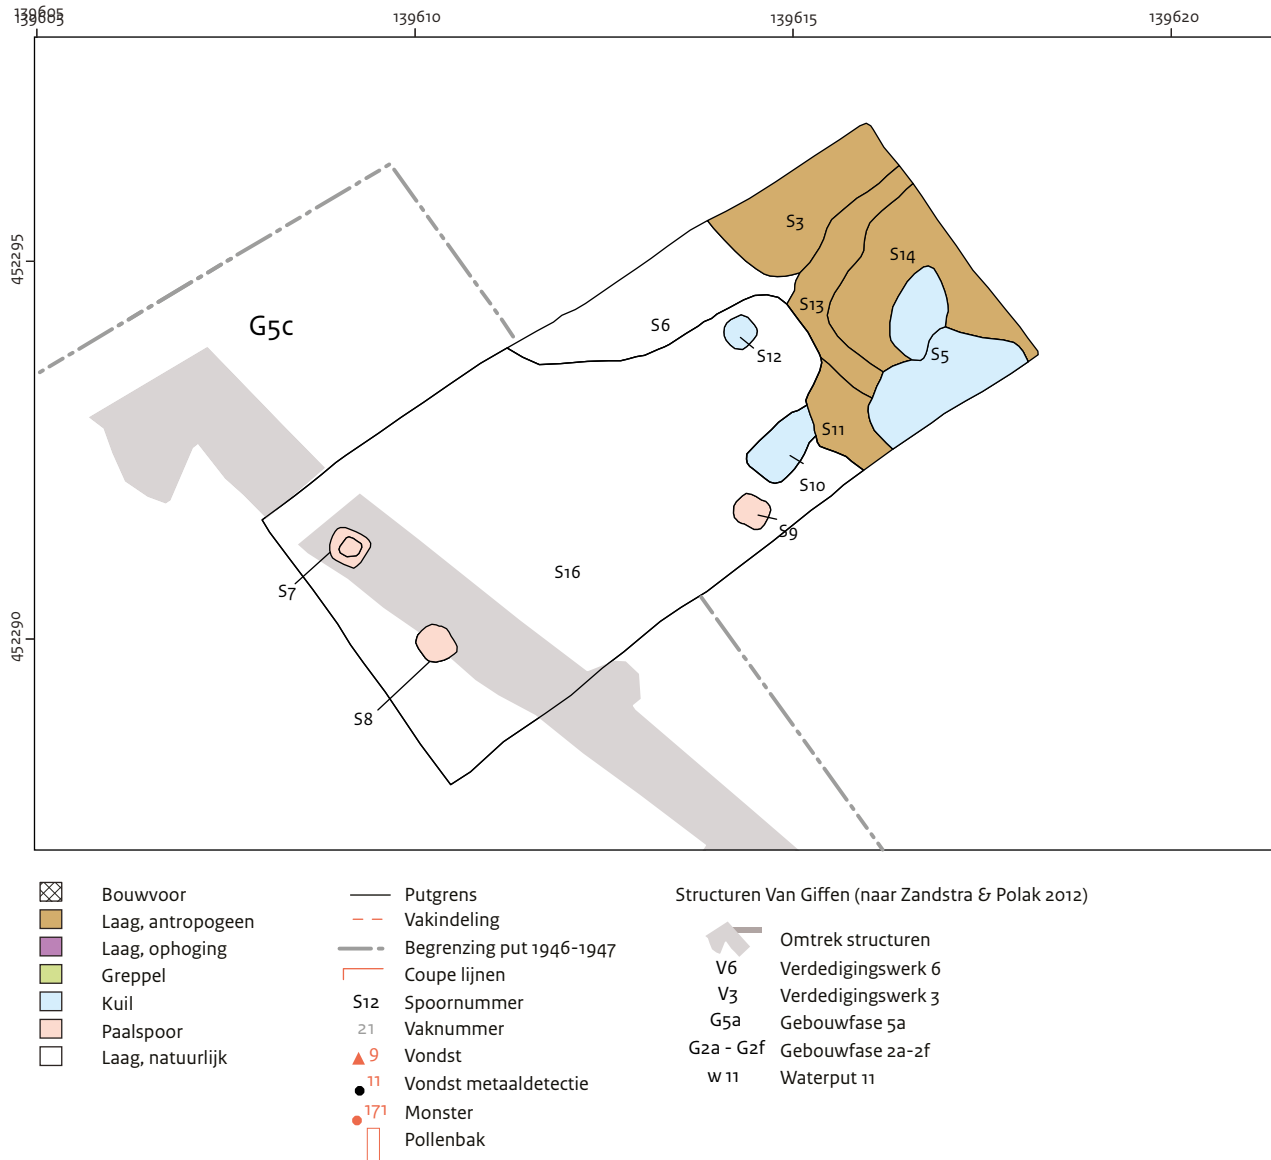 139605 139610 139615 139620
452295
452290
G5c
S3
S14
S13
S6
S12
S5
S11
S10
S9
S16
S7
S8
Bouwvoor
Laag, antropogeen
Laag, ophoging
Greppel
Kuil
Paalspoor
Laag, natuurlijk
Putgrens
Vakindeling
Begrenzing put 1946-1947
Coupe lijnen
S12 Spoornummer
21 Vaknummer
9 Vondst
11 Vondst metaaldetectie
171 Monster
Pollenbak
Structuren Van Giffen (naar Zandstra & Polak 2012)
Omtrek structuren
V6 Verdedigingswerk 6
V3 Verdedigingswerk 3
G5a Gebouwfase 5a
G2a - G2f Gebouwfase 2a-2f
w 11 Waterput 11